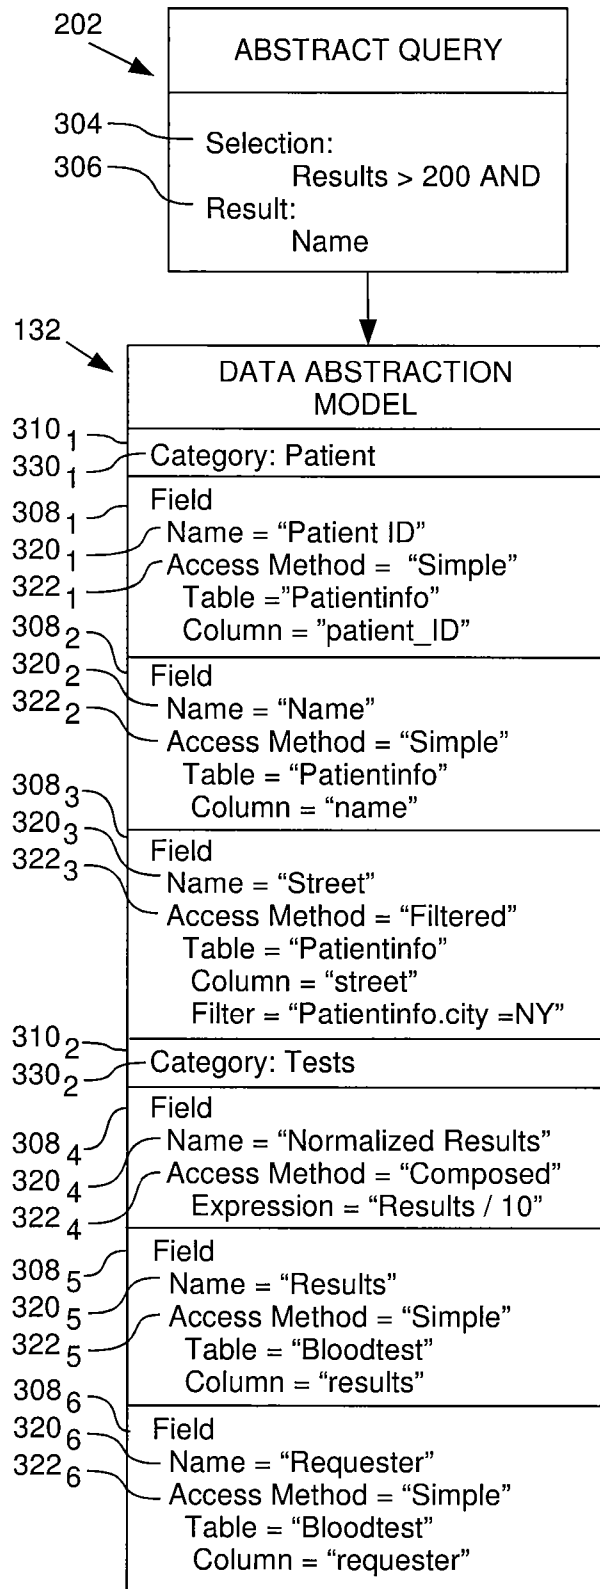 202
ABSTRACT QUERY
304
Selection:
306
Results > 200 AND
Result:
Name
132
DATA ABSTRACTION
MODEL
310 1
330 1
Category: Patient
308 1
Field
320 1
Name = “Patient ID”
322 1
Access Method = “Simple”
Table =”Patientinfo”
Column = “patient_ID”
308 2
Field
320 2
Name = “Name”
322 2
Access Method = “Simple”
Table = “Patientinfo”
Column = “name”
308 3
Field
320 3
Name = “Street”
322 3
Access Method = “Filtered”
Table = “Patientinfo”
Column = “street”
Filter = “Patientinfo.city =NY”
310 2
330 2
Category: Tests
308 4
Field
320 4
Name = “Normalized Results”
322 4
Access Method = “Composed”
Expression = “Results / 10”
308 5
Field
320 5
Name = “Results”
322 5
Access Method = “Simple”
Table = “Bloodtest”
Column = “results”
308 6
Field
320 6
Name = “Requester”
322 6
Access Method = “Simple”
Table = “Bloodtest”
Column = “requester”